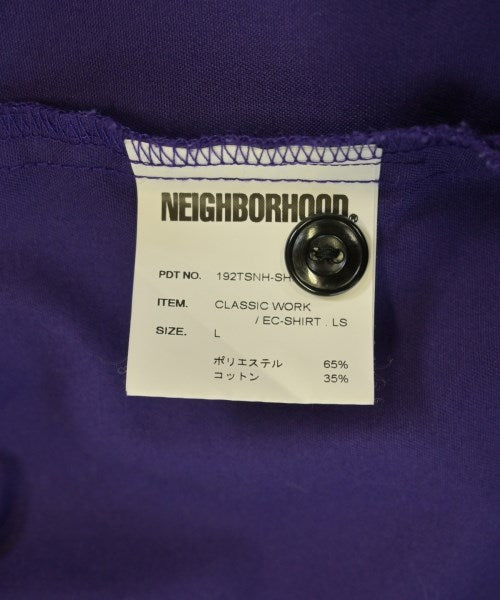 NEIGHBORHOOD®
PDT NO. 192TSNH-SH
ITEM. CLASSIC WORK
/ EC-SHIRT . LS
SIZE. L
ポリエステル 65%
コットン 35%